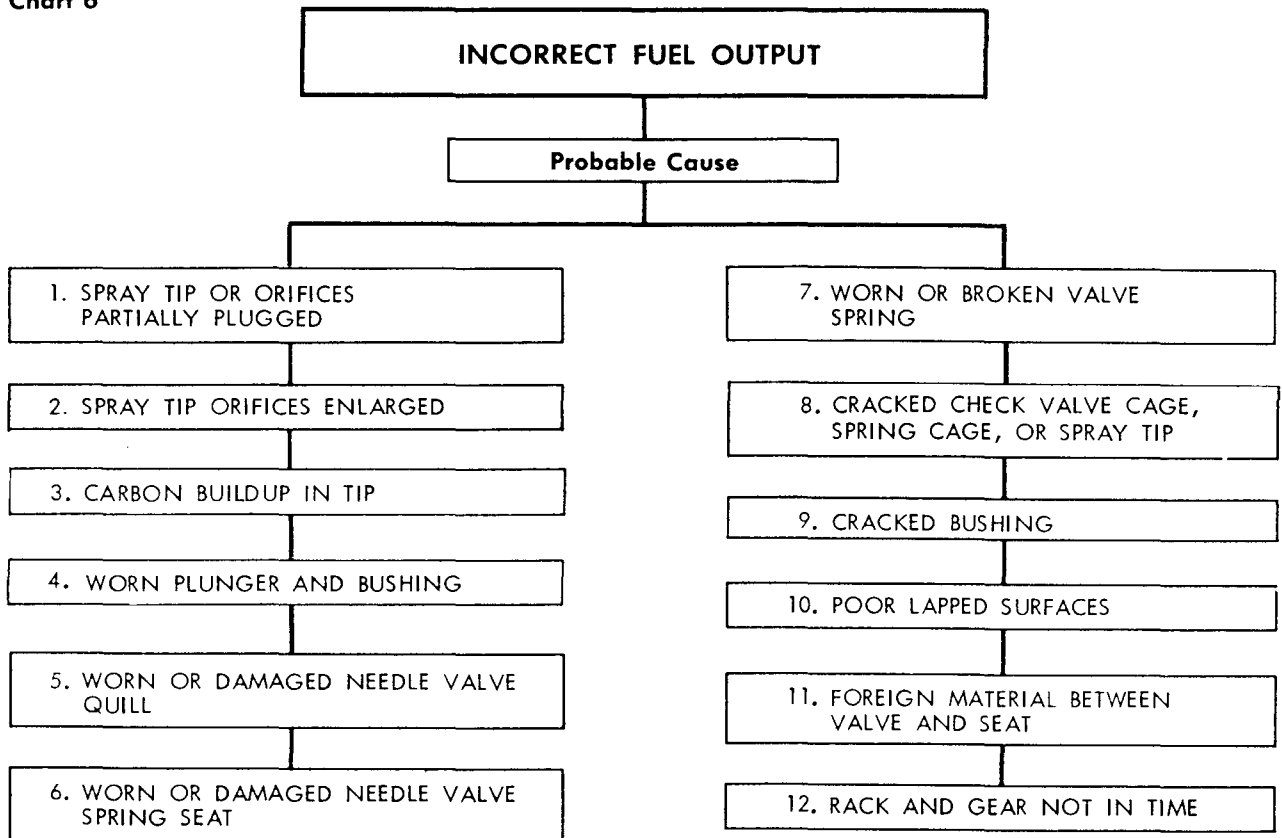 Chart 6
INCORRECT FUEL OUTPUT
Probable Cause
1. SPRAY TIP OR ORIFICES
PARTIALLY PLUGGED
2. SPRAY TIP ORIFICES ENLARGED
3. CARBON BUILDUP IN TIP
4. WORN PLUNGER AND BUSHING
5. WORN OR DAMAGED NEEDLE VALVE
QUILL
6. WORN OR DAMAGED NEEDLE VALVE
SPRING SEAT
7. WORN OR BROKEN VALVE
SPRING
8. CRACKED CHECK VALVE CAGE,
SPRING CAGE, OR SPRAY TIP
9. CRACKED BUSHING
10. POOR LAPPED SURFACES
11. FOREIGN MATERIAL BETWEEN
VALVE AND SEAT
12. RACK AND GEAR NOT IN TIME